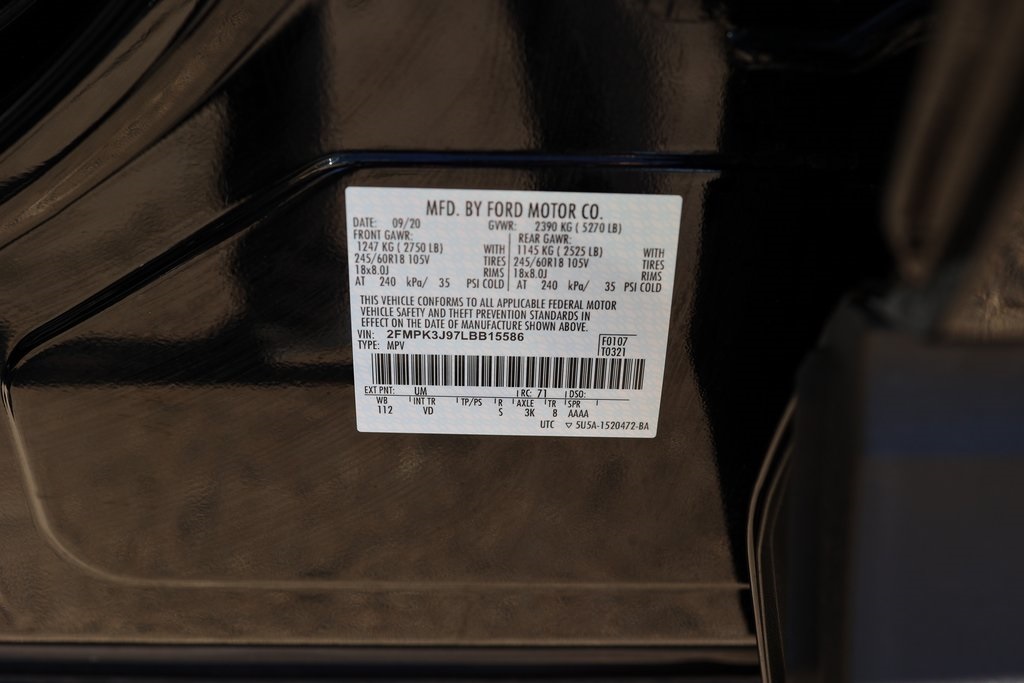 MFD. BY FORD MOTOR CO.
DATE: 09/20 GVWR: 2390 KG ( 5270 LB)
FRONT GAWR: REAR GAWR:
1247 KG ( 2750 LB) WITH 1145 KG ( 2525 LB) WITH
245/60R18 105V TIRES 245/60R18 105V TIRES
18x8.0J RIMS 18x8.0J RIMS
AT 240 kPa/ 35 PSI COLD AT 240 kPa/ 35 PSI COLD
THIS VEHICLE CONFORMS TO ALL APPLICABLE FEDERAL MOTOR
VEHICLE SAFETY AND THEFT PREVENTION STANDARDS IN
EFFECT ON THE DATE OF MANUFACTURE SHOWN ABOVE.
VIN: 2FMPK3J97LBB15586 F0107
TYPE: MPV T0321
EXT PNT: UM RC: 71 DSO:
WB INT TR TP/PS R AXLE TR SPR
112 VD S 3K 8 AAAA
UTC ▽ 5U5A-1520472-BA